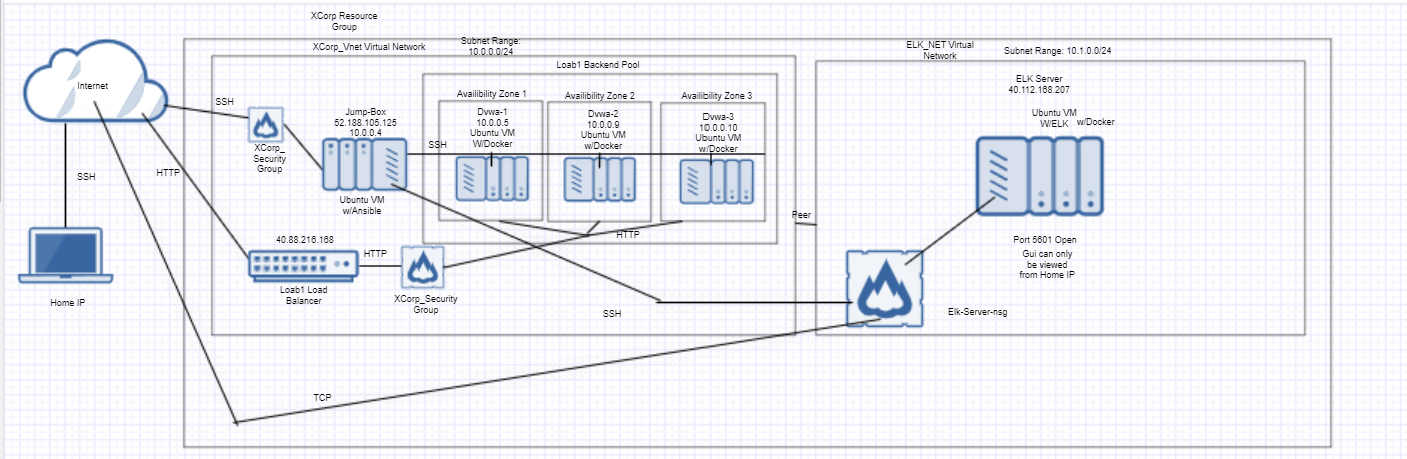 XCorp Resource
Group
XCorp_Vnet Virtual Network
Subnet Range:
10.0.0.0/24
ELK_NET Virtual
Network
Subnet Range: 10.1.0.0/24
Internet
SSH
SSH
HTTP
Home IP
XCorp_
Security
Group
Jump-Box
52.188.105.125
10.0.0.4
Ubuntu VM
w/Ansible
Loab1 Backend Pool
Availibility Zone 1
Dvwa-1
10.0.0.5
Ubuntu VM
W/Docker
Availibility Zone 2
Dvwa-2
10.0.0.9
Ubuntu VM
w/Docker
Availibility Zone 3
Dvwa-3
10.0.0.10
Ubuntu VM
w/Docker
SSH
HTTP
40.88.216.168
Loab1 Load
Balancer
HTTP
XCorp_Security
Group
SSH
TCP
Peer
ELK Server
40.112.168.207
Ubuntu VM
W/ELK w/Docker
Port 5601 Open
Gui can only
be viewed
from Home IP
Elk-Server-nsg